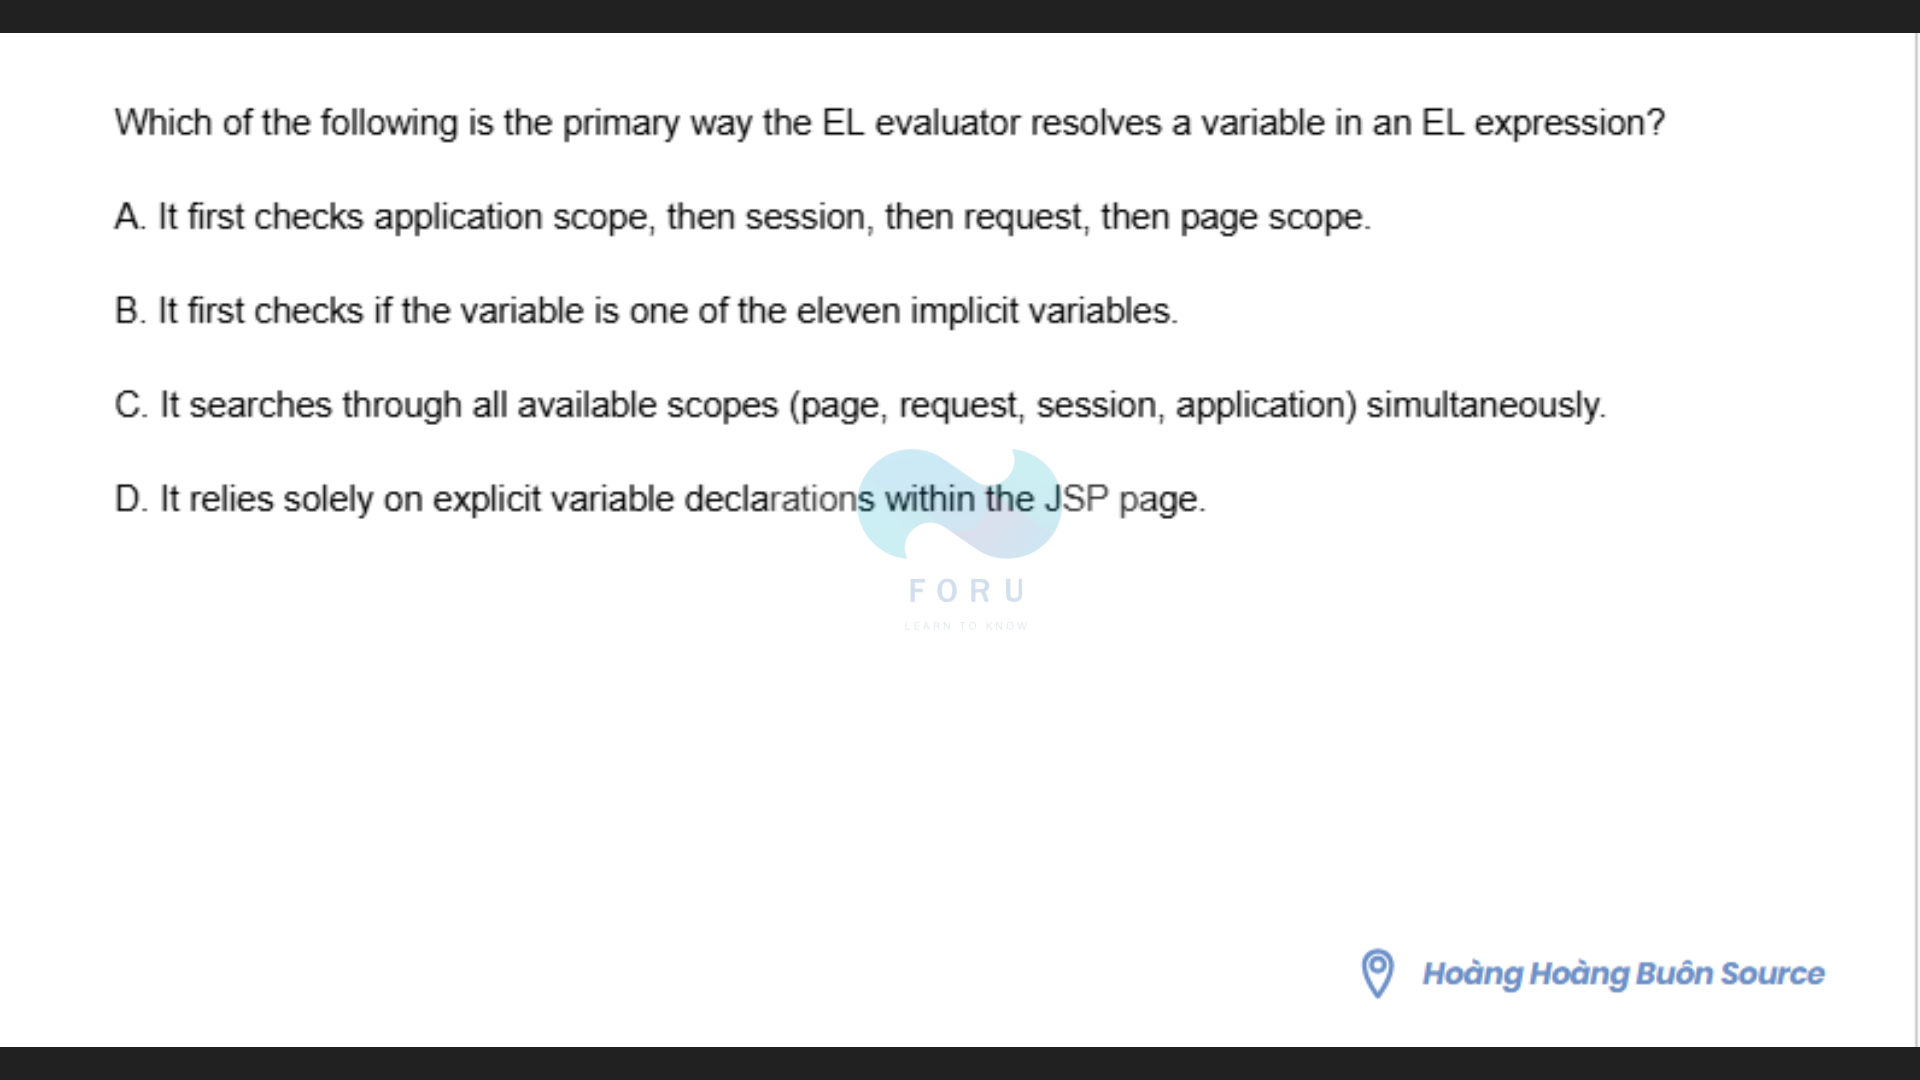 Which of the following is the primary way the EL evaluator resolves a variable in an EL expression?
A. It first checks application scope, then session, then request, then page scope.
B. It first checks if the variable is one of the eleven implicit variables.
C. It searches through all available scopes (page, request, session, application) simultaneously.
D. It relies solely on explicit variable declarations within the JSP page.
FORU
LEARN TO KNOW
Hoàng Hoàng Buôn Source